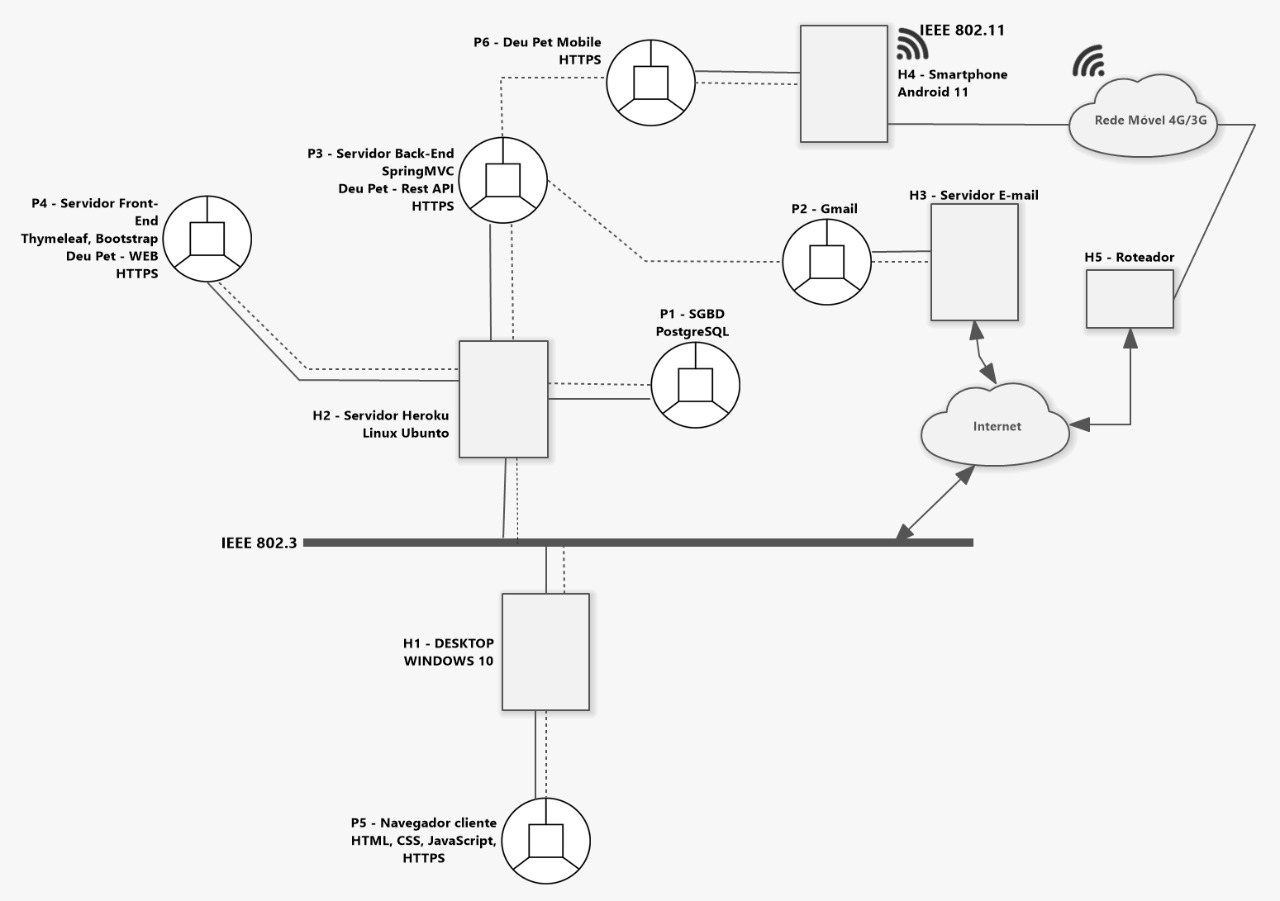 IEEE 802.11
P6 - Deu Pet Mobile
HTTPS
H4 - Smartphone
Android 11
Rede Móvel 4G/3G
P3 - Servidor Back-End
SpringMVC
Deu Pet - Rest API
HTTPS
P4 - Servidor Front-
End
Thymeleaf, Bootstrap
Deu Pet - WEB
HTTPS
P2 - Gmail
H3 - Servidor E-mail
H5 - Roteador
P1 - SGBD
PostgreSQL
H2 - Servidor Heroku
Linux Ubunto
Internet
IEEE 802.3
H1 - DESKTOP
WINDOWS 10
P5 - Navegador cliente
HTML, CSS, JavaScript,
HTTPS